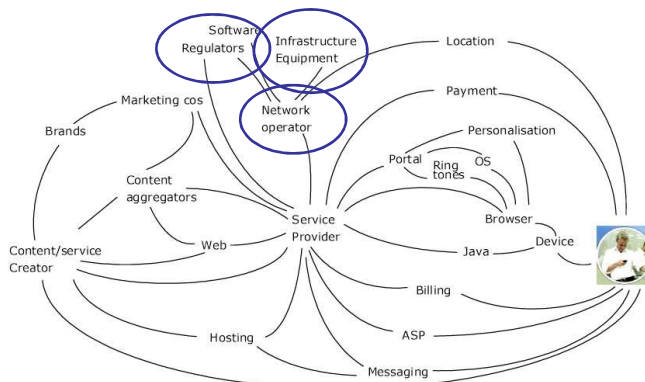 Software
Regulators
Infrastructure
Equipment
Location
Marketing cos
Network
operator
Payment
Brands
Personalisation
Portal
Ring
tones
OS
Content
aggregators
Service
Provider
Browser
Content/service
Creator
Web
Java
Device
Billing
Hosting
ASP
Messaging